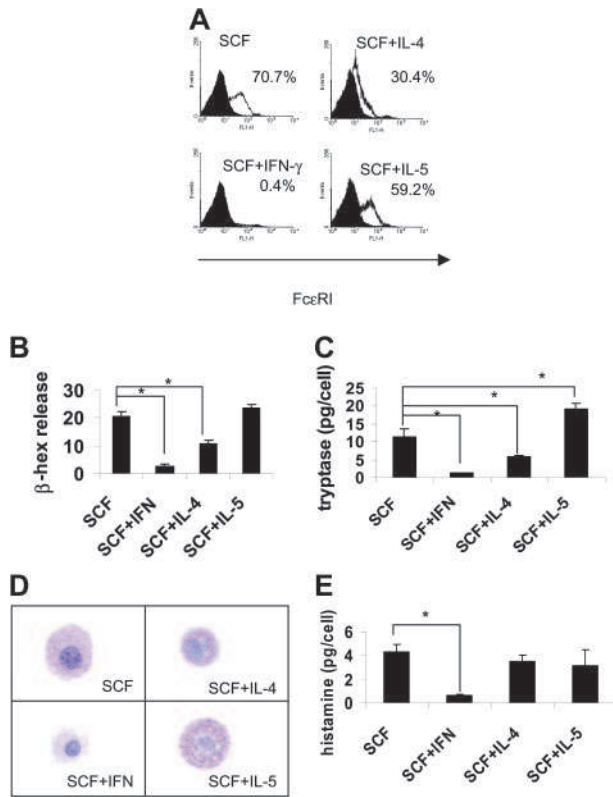 A
SCF
70.7%
SCF+IL-4
30.4%
SCF+IFN-γ
0.4%
SCF+IL-5
59.2%
Events
FL1-H
FcεRI
B
β-hex release
30
20
10
0
SCF
SCF+IFN
SCF+IL-4
SCF+IL-5
* *
C
tryptase (pg/cell)
25
20
15
10
5
0
SCF
SCF+IFN
SCF+IL-4
SCF+IL-5
* * *
D
SCF
SCF+IL-4
SCF+IFN
SCF+IL-5
E
histamine (pg/cell)
6
4
2
0
SCF
SCF+IFN
SCF+IL-4
SCF+IL-5
*